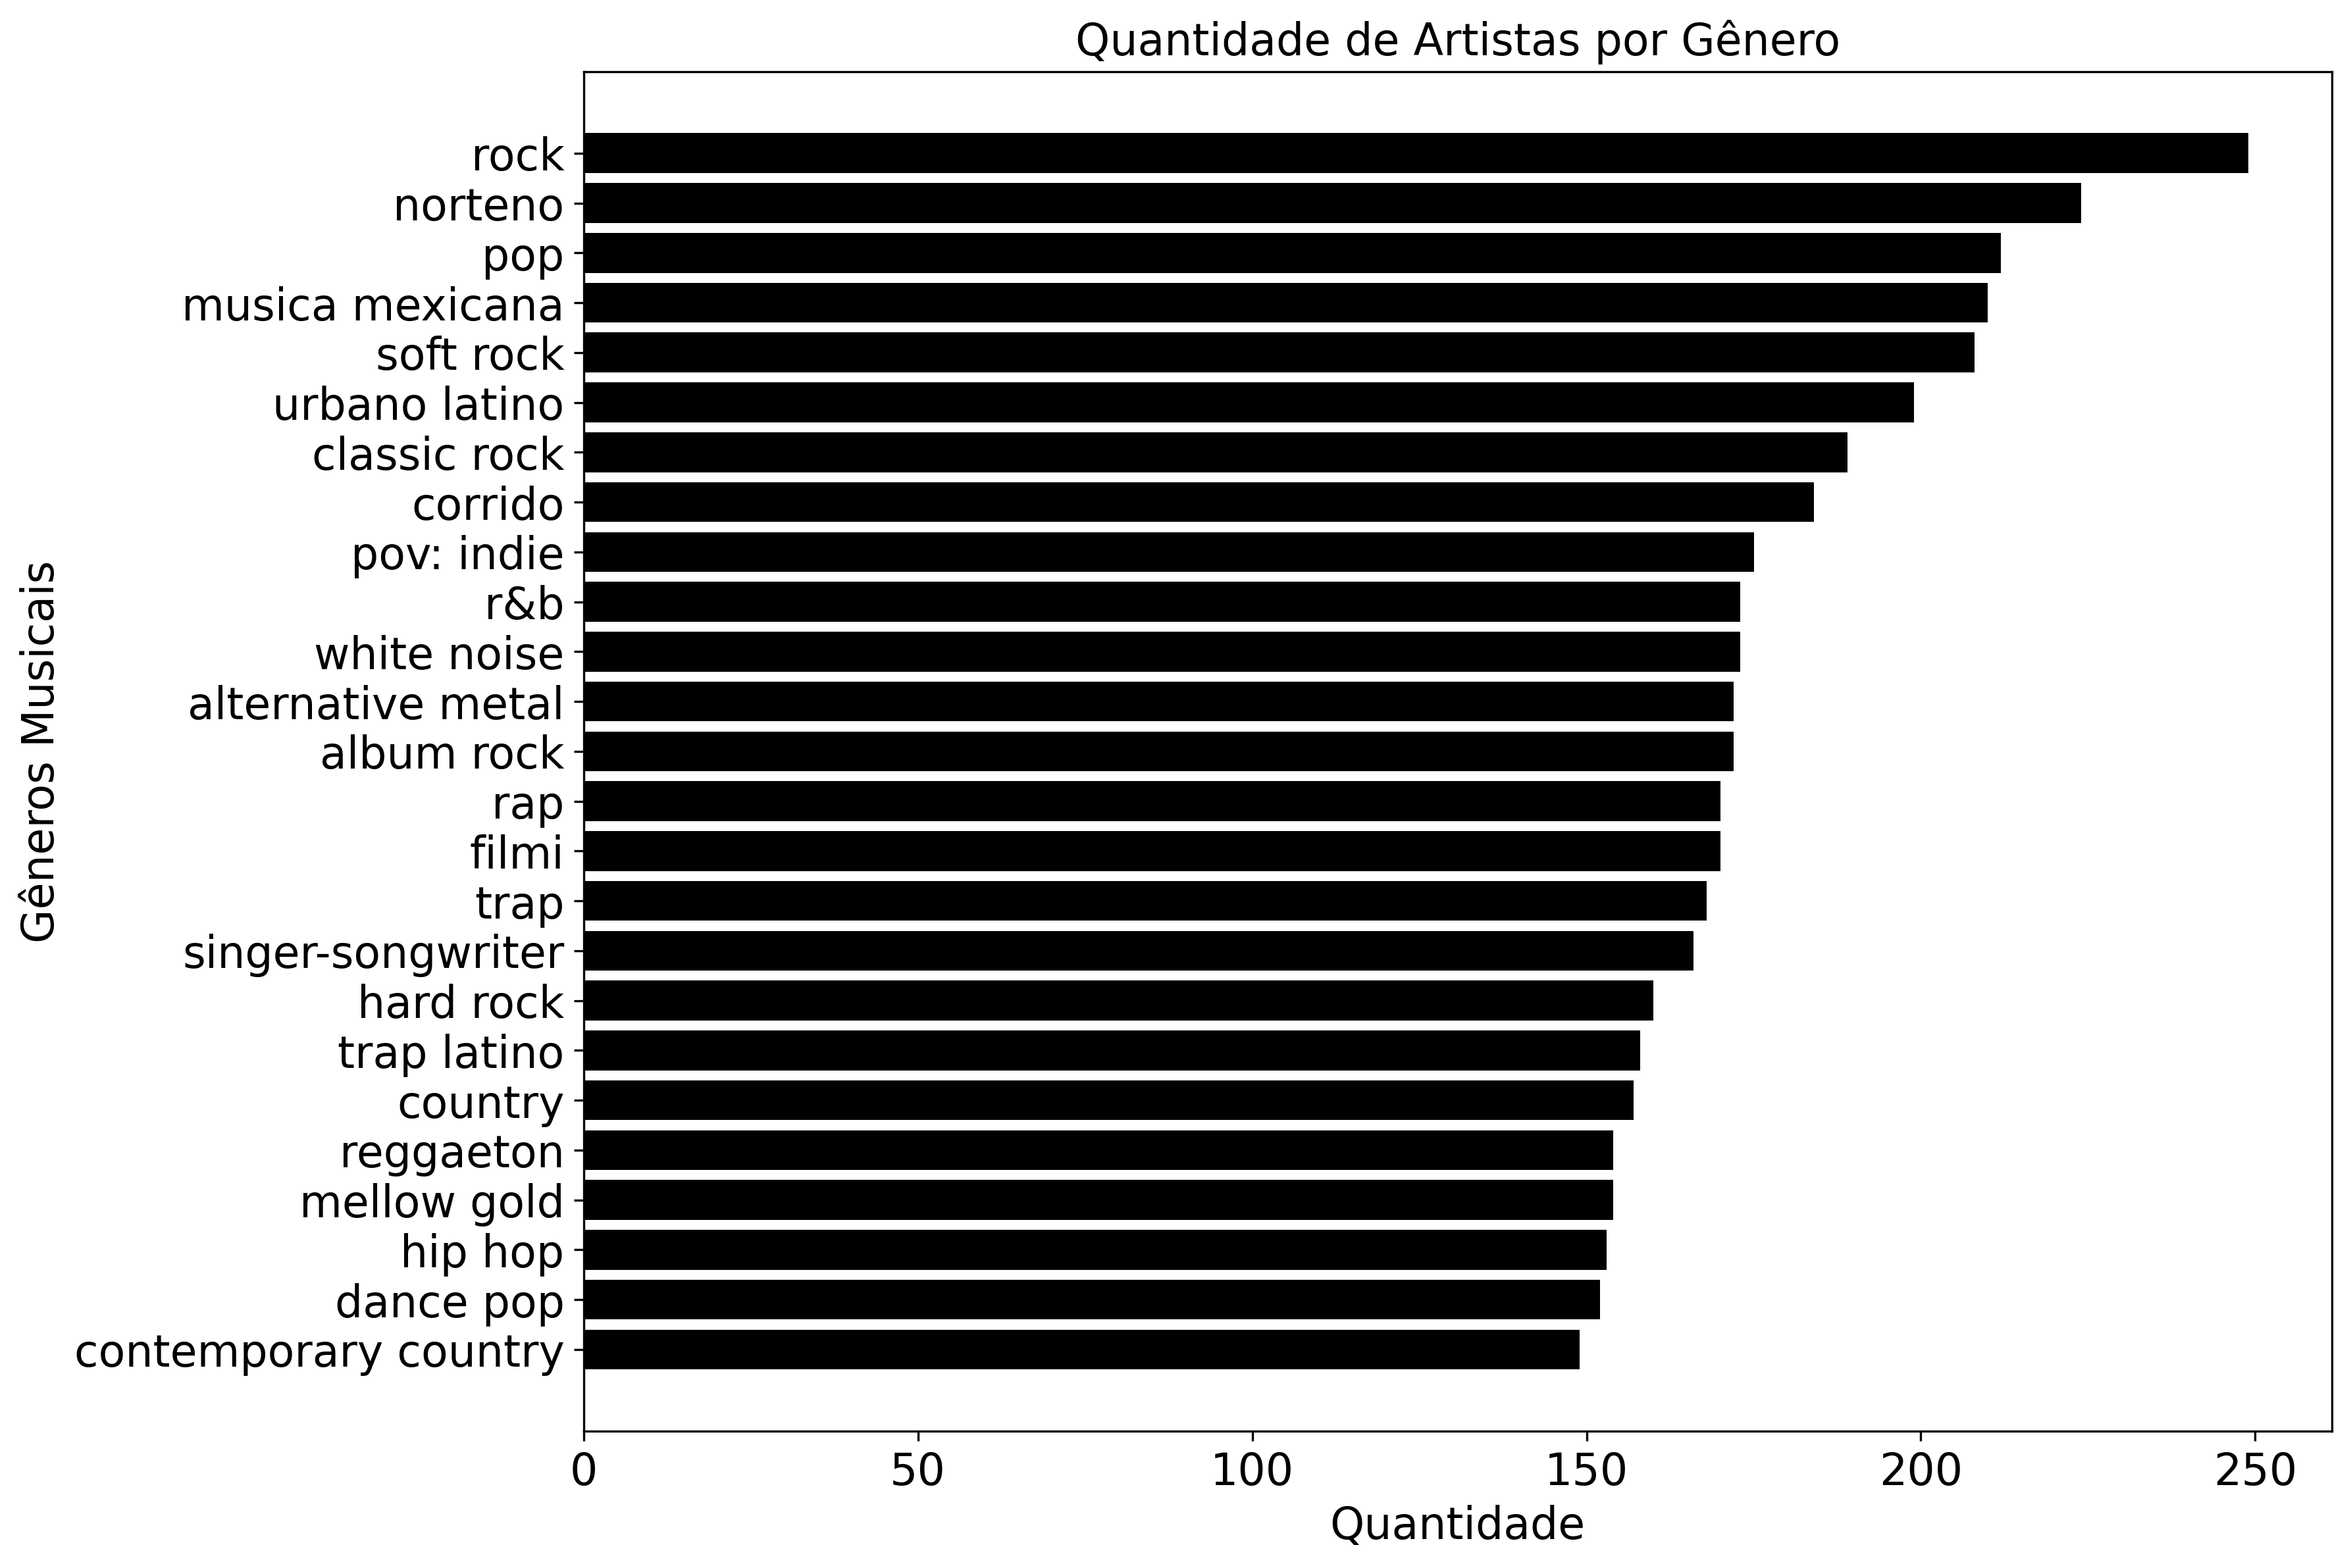 Quantidade de Artistas por Gênero
Gêneros Musicais
rock
norteno
pop
musica mexicana
soft rock
urbano latino
classic rock
corrido
pov: indie
r&b
white noise
alternative metal
album rock
rap
filmi
trap
singer-songwriter
hard rock
trap latino
country
reggaeton
mellow gold
hip hop
dance pop
contemporary country
0 50 100 150 200 250
Quantidade